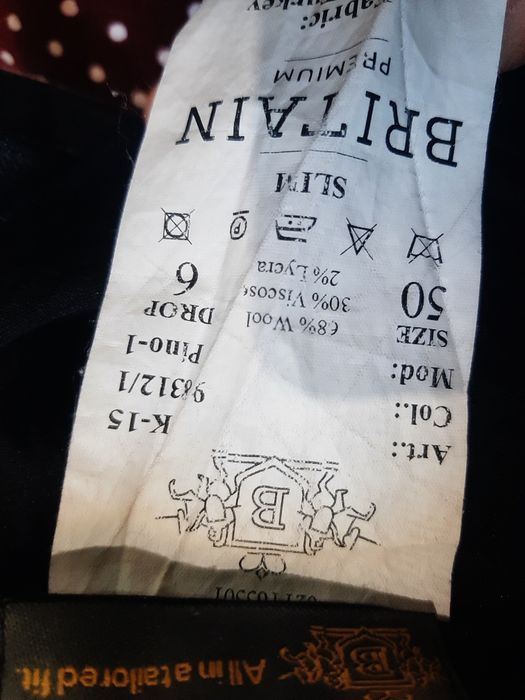 B
All in a tailored fit.
B
Art.: K-15
Col.: 98312/1
Mod: Pino-1
SIZE 68% Wool DROP
50 30% Viscose 6
2% Lycra
P
SLIM
BRITAIN
PREMIUM
Fabric: Turkey